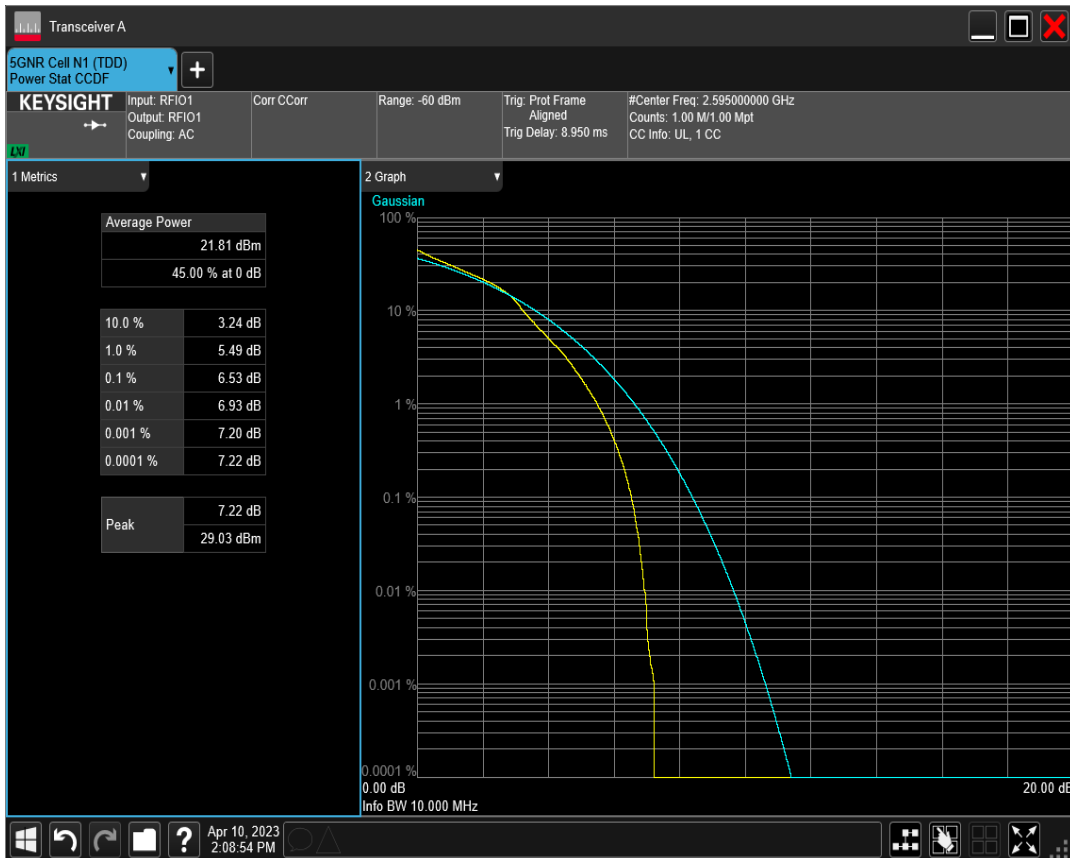 Transceiver A
5GNR Cell N1 (TDD)
Power Stat CCDF
+
KEYSIGHT
LXI
Input: RFIO1
Output: RFIO1
Coupling: AC
Corr CCorr
Range: -60 dBm
Trig: Prot Frame
Aligned
Trig Delay: 8.950 ms
#Center Freq: 2.595000000 GHz
Counts: 1.00 M/1.00 Mpt
CC Info: UL, 1 CC
1 Metrics
Average Power
21.81 dBm
45.00 % at 0 dB
10.0 % 3.24 dB
1.0 % 5.49 dB
0.1 % 6.53 dB
0.01 % 6.93 dB
0.001 % 7.20 dB
0.0001 % 7.22 dB
Peak
7.22 dB
29.03 dBm
2 Graph
Gaussian
100 %
10 %
1 %
0.1 %
0.01 %
0.001 %
0.0001 %
0.00 dB 20.00 dB
Info BW 10.000 MHz
?
Apr 10, 2023
2:08:54 PM